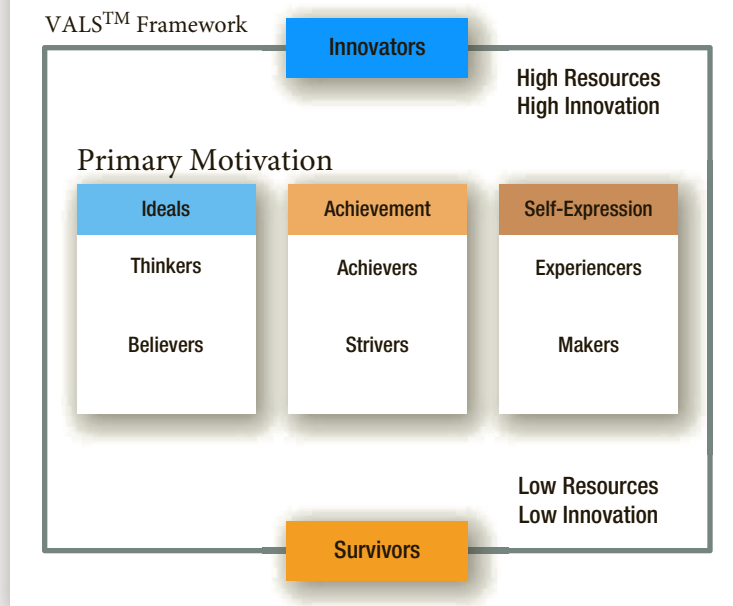 VALS™ Framework
Innovators
High Resources
High Innovation
Primary Motivation
Ideals
Achievement
Self-Expression
Thinkers
Achievers
Experiencers
Believers
Strivers
Makers
Low Resources
Low Innovation
Survivors